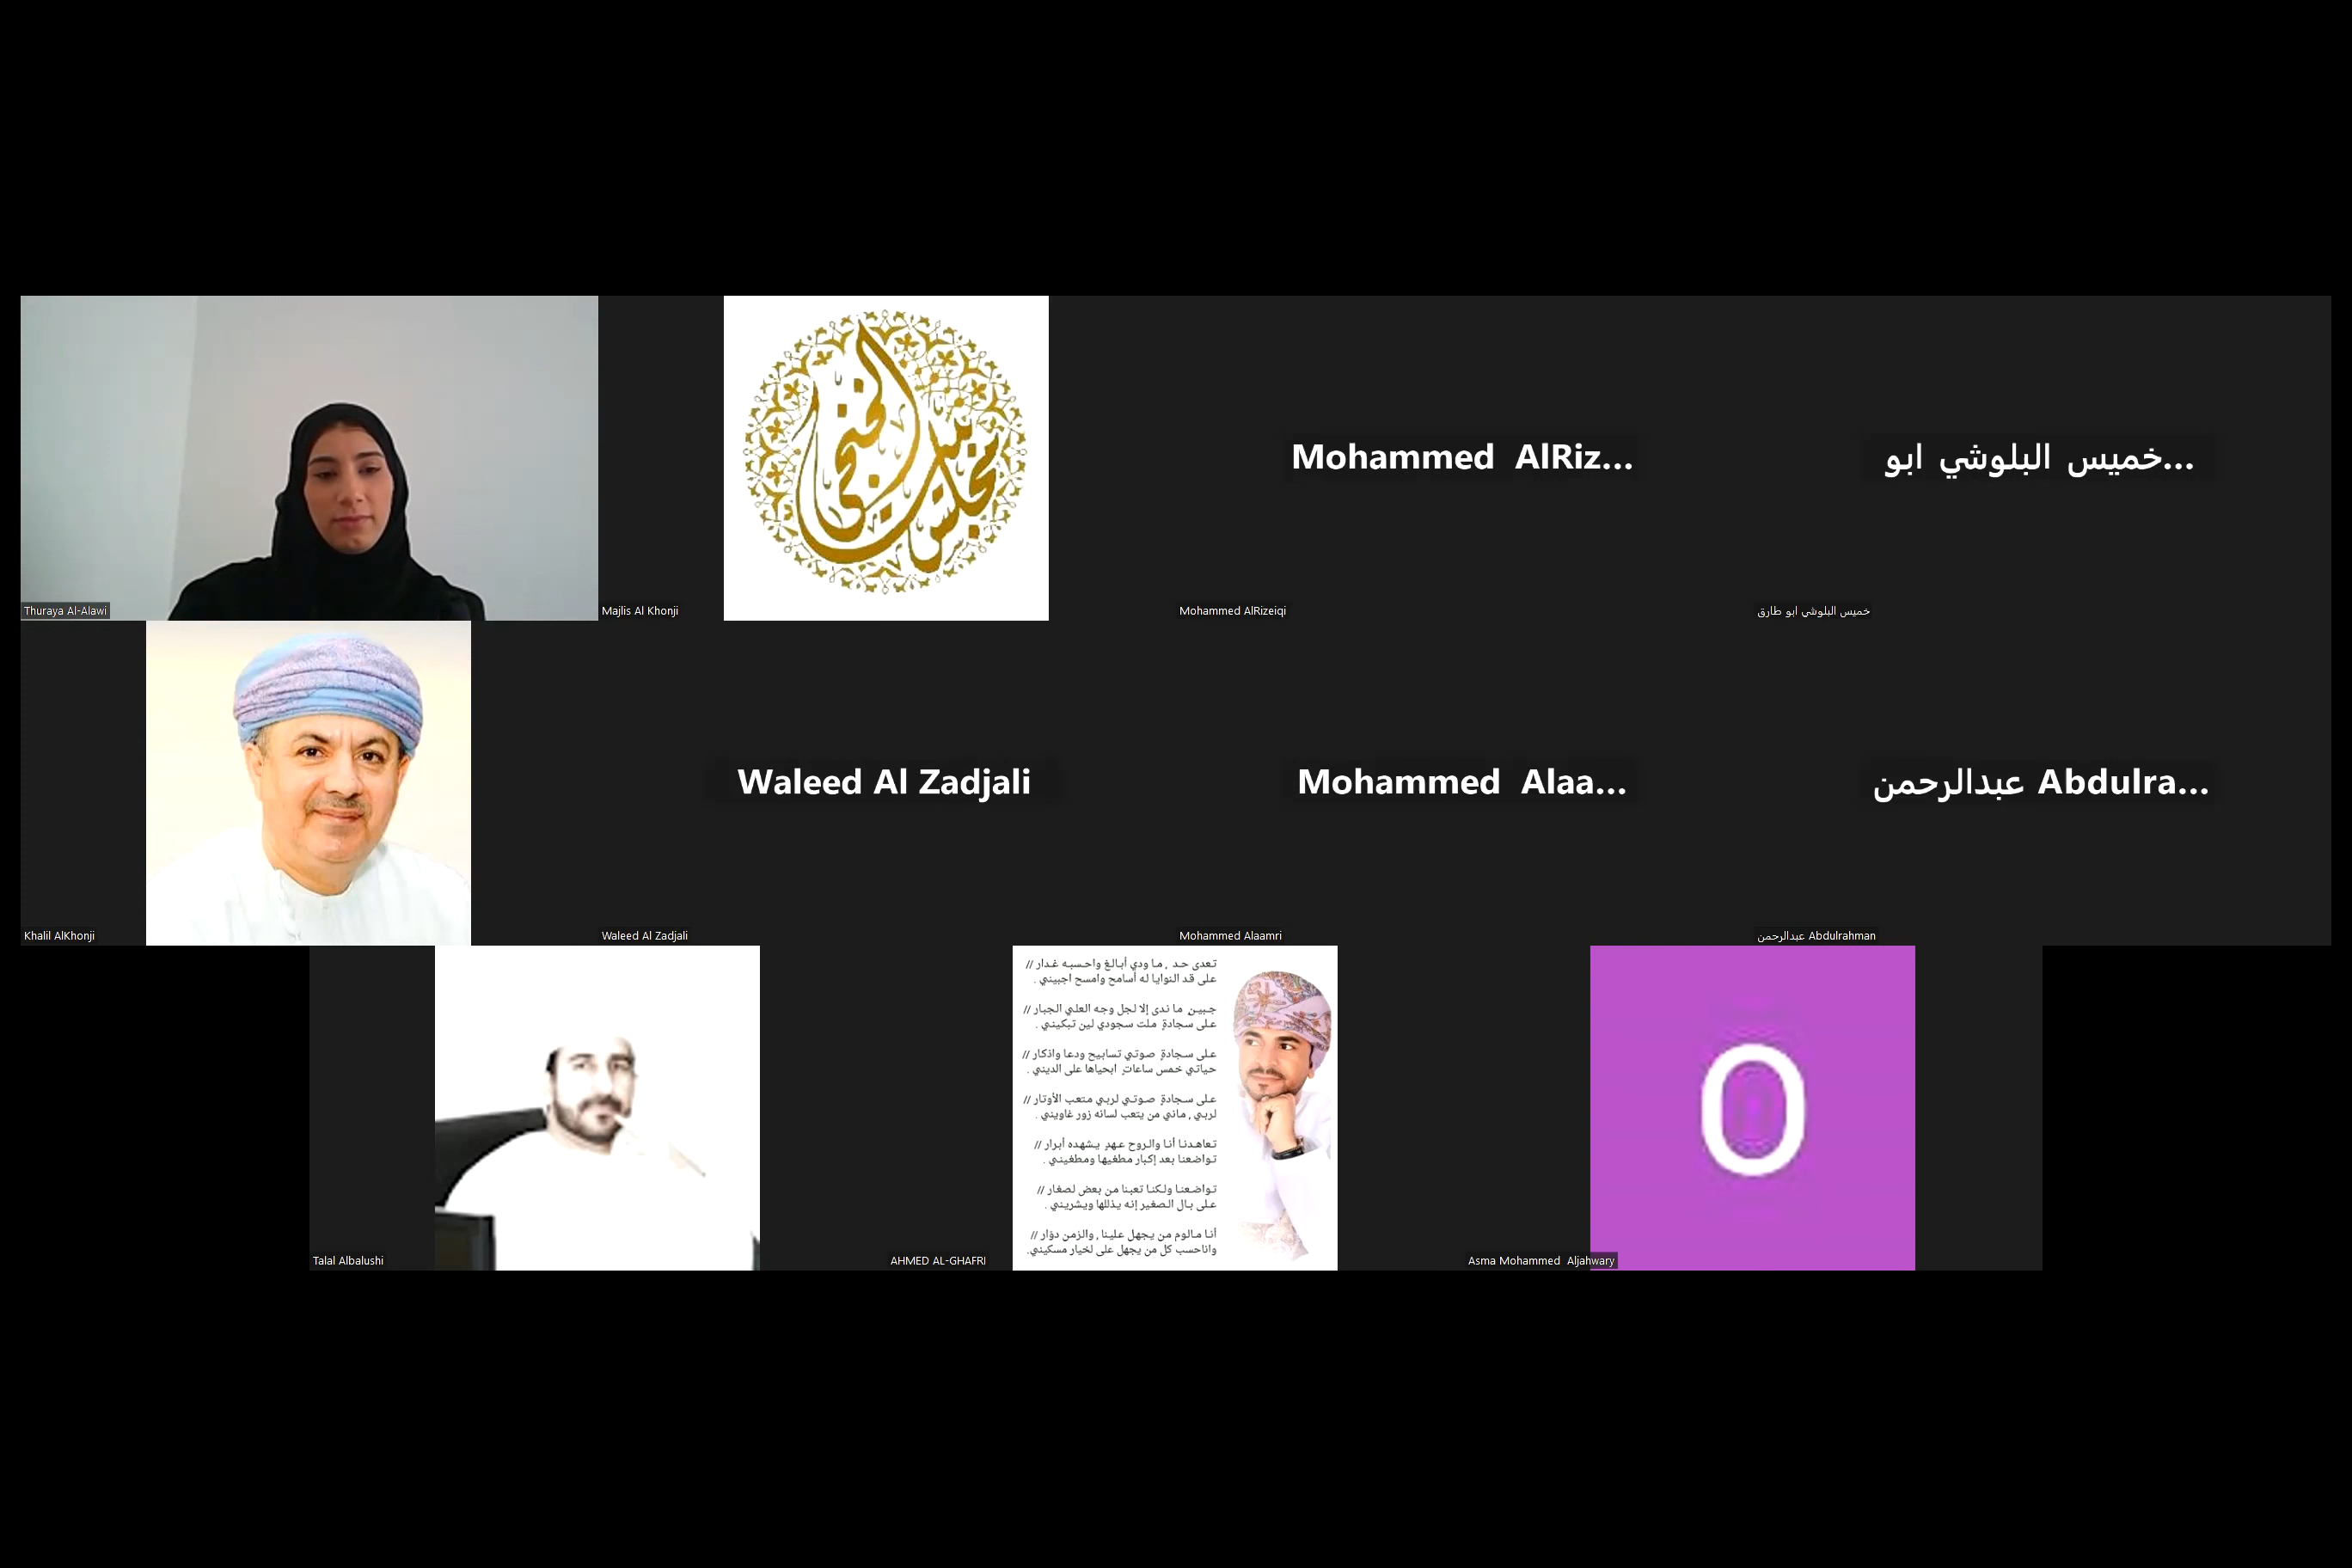 Thuraya Al-Alawi
مجلس الخنجي
Majlis Al Khonji
Mohammed AlRiz...
Mohammed AlRizeiqi
خميس البلوشي ابو...
خميس البلوشي ابو طارق
Khalil AlKhonji
Waleed Al Zadjali
Waleed Al Zadjali
Mohammed Alaa...
Mohammed Alaamri
عبدالرحمن Abdulra...
عبدالرحمن Abdulrahman
Talal Albalushi
تعدى حد , ما ودي أبالغ واحسبه غدار //
على قد النوايا له أسامح وامسح اجبيني .
جبينٍ ما ندى إلا لجل وجه العلي الجبار //
على سجادةٍ ملت سجودي لين تبكيني .
على سجادةٍ صوتي تسابيح ودعا واذكار //
حياتي خمس ساعاتٍ ابحياها على الديني .
على سجادةٍ صوتي لربي متعب الأوتار //
لربي , ماني من يتعب لسانه زور غاويني .
تعاهدنا أنا والروح عهدٍ يشهده أبرار //
تواضعنا بعد إكبار مطغيها ومطغيني .
تواضعنا ولكنا تعبنا من بعض لصغار //
على بال الصغير إنه يذللها ويشريني .
أنا مالوم من يجهل علينا , والزمن دوّار //
واناحسب كل من يجهل على لخيار مسكيني.
AHMED AL-GHAFRI
O
Asma Mohammed Aljahwary